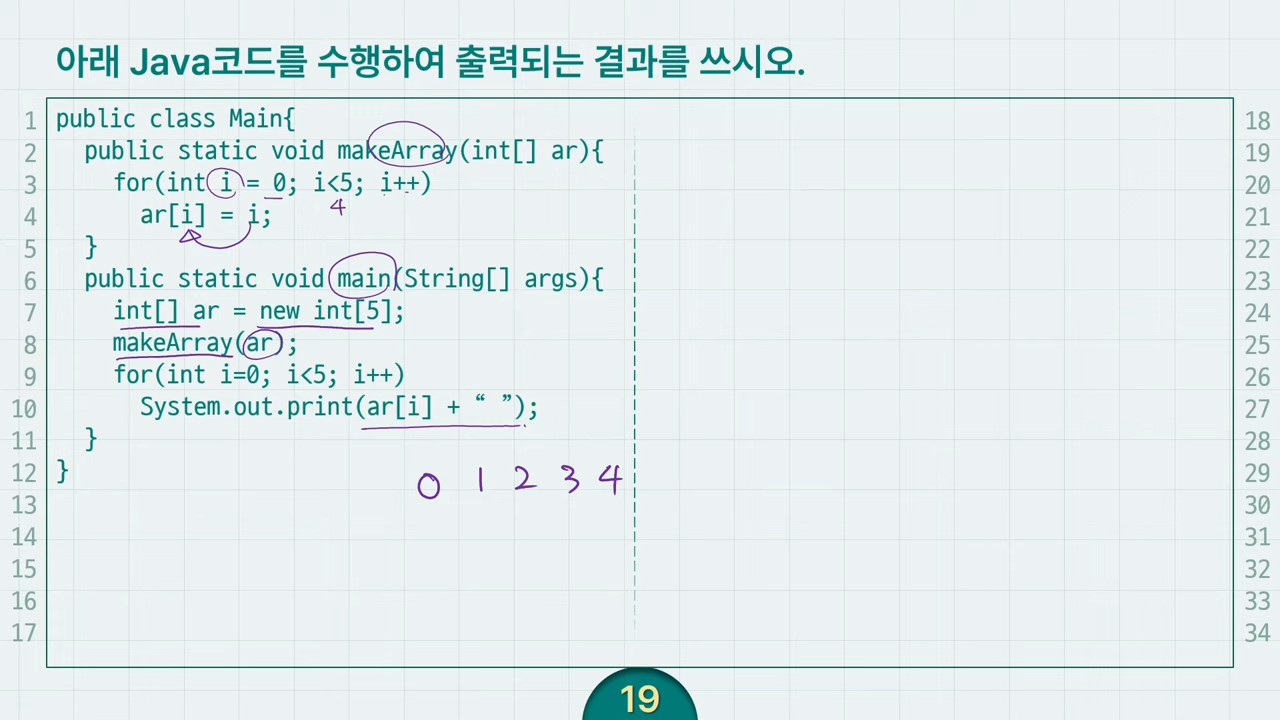 아래 Java코드를 수행하여 출력되는 결과를 쓰시오.
1 public class Main{ 18
2 public static void makeArray(int[] ar){ 19
3 for(int i = 0; i<5; i++) 20
4
4 ar[i] = i; 21
5 } 22
6 public static void main(String[] args){ 23
7 int[] ar = new int[5]; 24
8 makeArray(ar); 25
9 for(int i=0; i<5; i++) 26
10 System.out.print(ar[i] + “ ”); 27
11 } 28
12 } 29
0 1 2 3 4
13 30
14 31
15 32
16 33
17 34
19